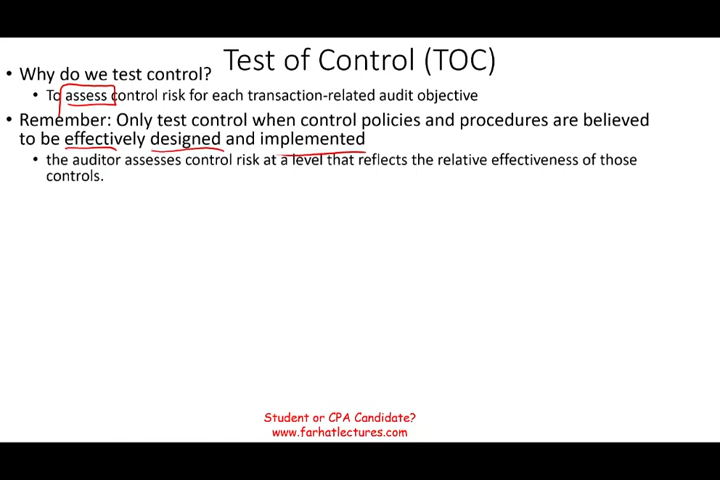 Test of Control (TOC)
• Why do we test control?
• To assess control risk for each transaction-related audit objective
• Remember: Only test control when control policies and procedures are believed
to be effectively designed and implemented
• the auditor assesses control risk at a level that reflects the relative effectiveness of those
controls.
Student or CPA Candidate?
www.farhatlectures.com